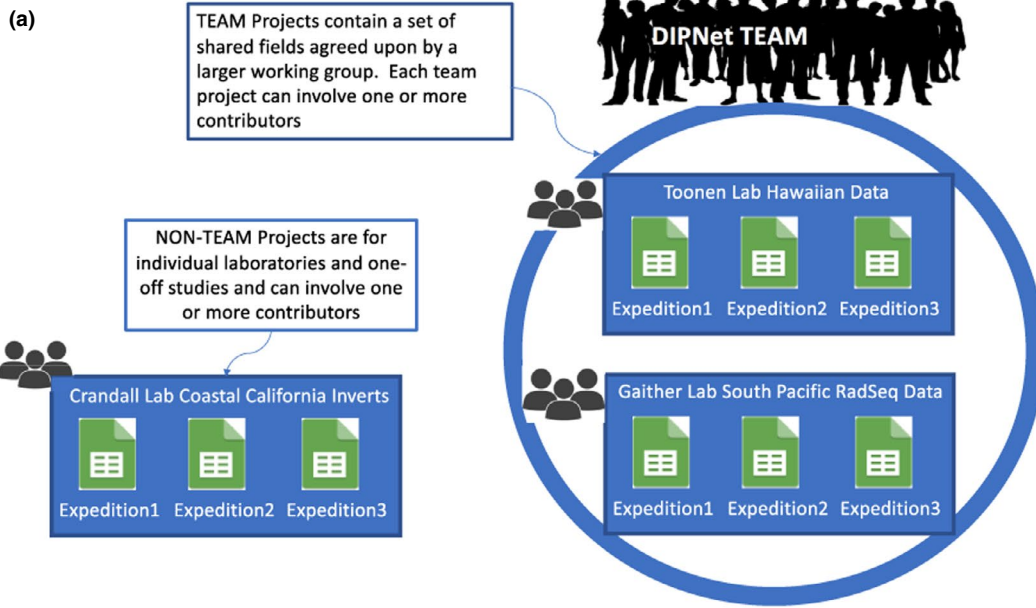 (a)
TEAM Projects contain a set of
shared fields agreed upon by a
larger working group. Each team
project can involve one or more
contributors
DIPNet TEAM
Toonen Lab Hawaiian Data
Expedition1 Expedition2 Expedition3
NON-TEAM Projects are for
individual laboratories and one-
off studies and can involve one
or more contributors
Crandall Lab Coastal California Inverts
Expedition1 Expedition2 Expedition3
Gaither Lab South Pacific RadSeq Data
Expedition1 Expedition2 Expedition3